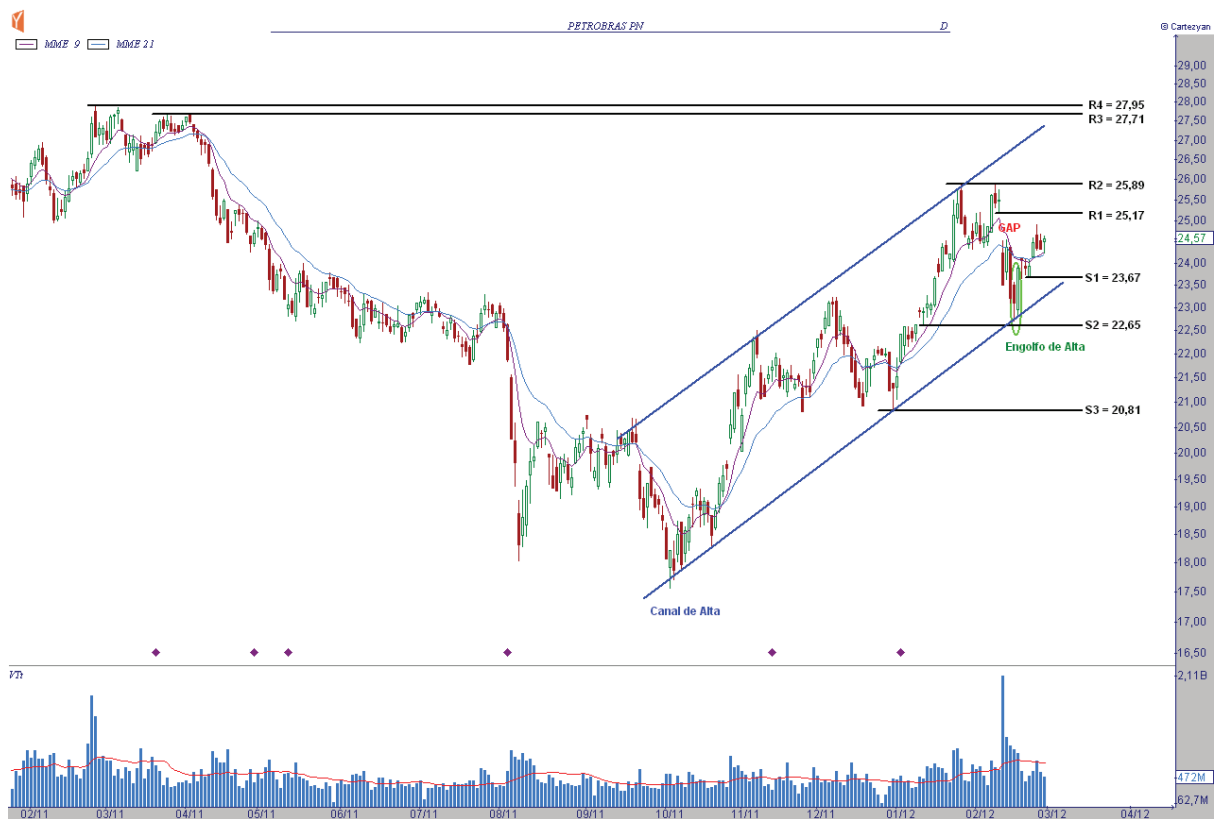 PETROBRAS PN
D
© Cartezyan
MME 9
MME 21
29,00
28,50
28,00
27,50
27,00
26,50
26,00
25,50
25,00
24,57
24,00
23,50
23,00
22,50
22,00
21,50
21,00
20,50
20,00
19,50
19,00
18,50
18,00
17,50
17,00
16,50
R4 = 27,95
R3 = 27,71
R2 = 25,89
R1 = 25,17
GAP
S1 = 23,67
S2 = 22,65
Engolfo de Alta
S3 = 20,81
Canal de Alta
2,11B
472M
62,7M
02/11
03/11
04/11
05/11
06/11
07/11
08/11
09/11
10/11
11/11
12/11
01/12
02/12
03/12
04/12